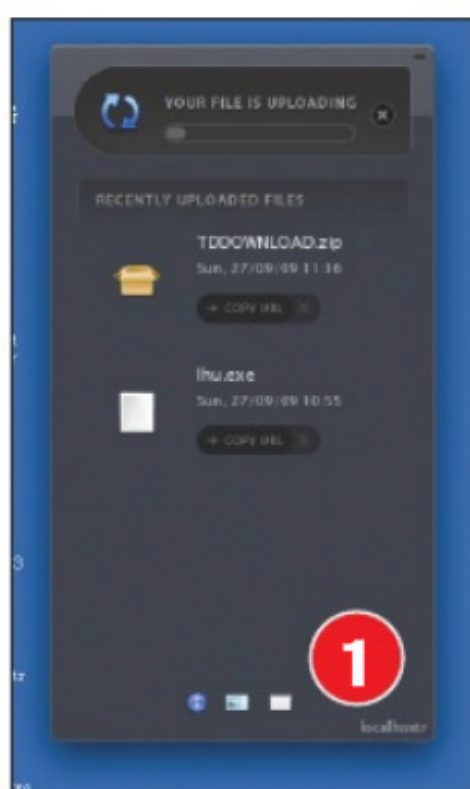 YOUR FILE IS UPLOADING
RECENTLY UPLOADED FILES
TDDOWNLOAD.zip
Sun, 27/09/09 11:16
COPY URL
lhu.exe
Sun, 27/09/09 10:55
COPY URL
1
localhostr